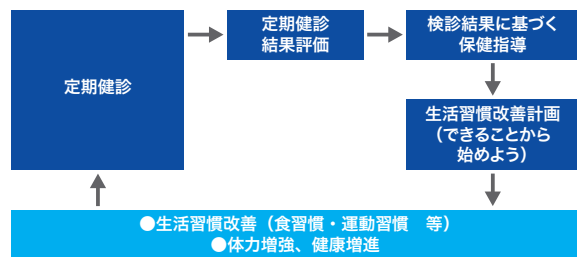 定期健診
定期健診
結果評価
検診結果に基づく
保健指導
生活習慣改善計画
（できることから
始めよう）
●生活習慣改善（食習慣・運動習慣　等）
●体力増強、健康増進